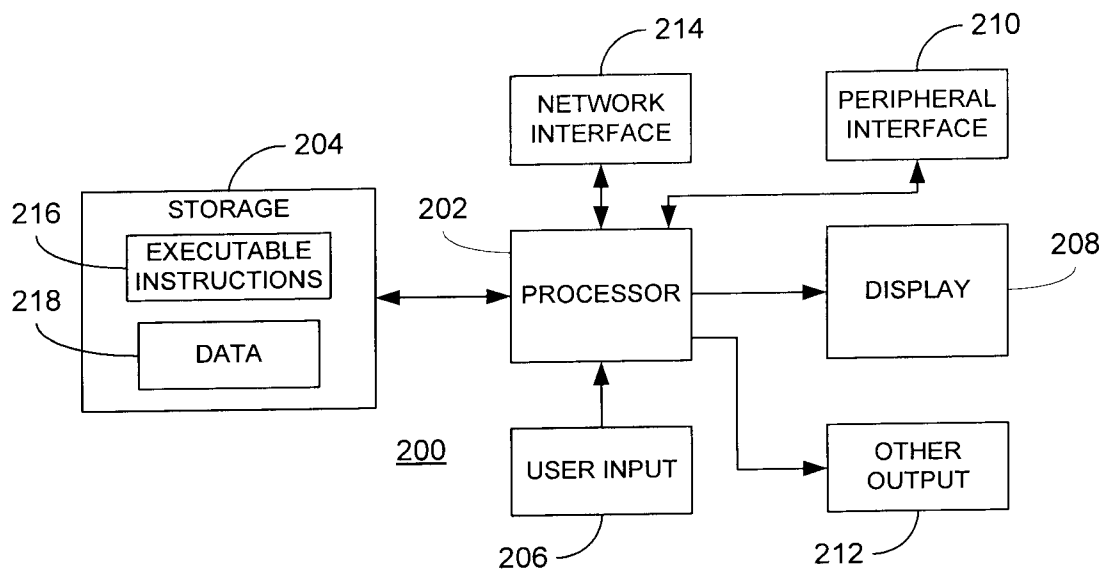 214
210
NETWORK
INTERFACE
PERIPHERAL
INTERFACE
204
STORAGE
216
EXECUTABLE
INSTRUCTIONS
202
PROCESSOR
DISPLAY
208
218
DATA
200
USER INPUT
OTHER
OUTPUT
206
212